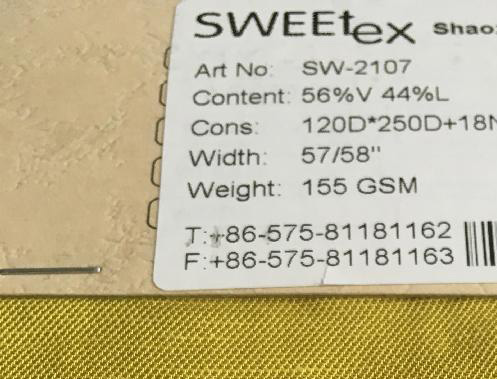 SWEEtex Shao
Art No: SW-2107
Content: 56%V 44%L
Cons: 120D*250D+18N
Width: 57/58"
Weight: 155 GSM
T:+86-575-81181162
F:+86-575-81181163